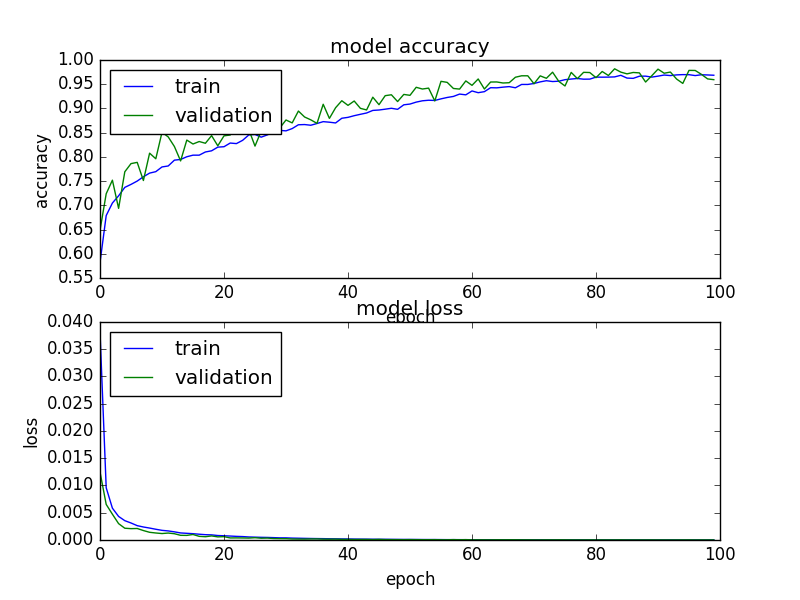 model accuracy
1.00
0.95
0.90
0.85
0.80
0.75
0.70
0.65
0.60
0.55
accuracy
train
validation
0 20 40 60 80 100
epoch
model loss
0.040
0.035
0.030
0.025
0.020
0.015
0.010
0.005
0.000
loss
train
validation
0 20 40 60 80 100
epoch